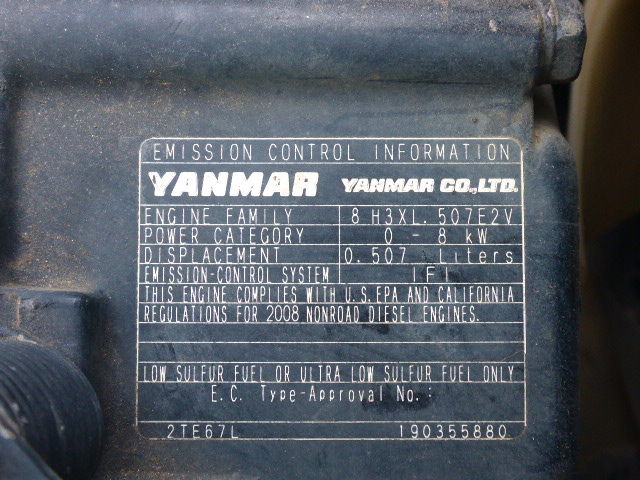 EMISSION CONTROL INFORMATION
YANMAR YANMAR CO.,LTD.
ENGINE FAMILY 8H3XL.507E2V
POWER CATEGORY 0 - 8 kW
DISPLACEMENT 0.507 Liters
EMISSION-CONTROL SYSTEM IFI
THIS ENGINE COMPLIES WITH U.S.EPA AND CALIFORNIA
REGULATIONS FOR 2008 NONROAD DIESEL ENGINES.
LOW SULFUR FUEL OR ULTRA LOW SULFUR FUEL ONLY
E.C. Type-Approval No.:
2TE67L 190355880